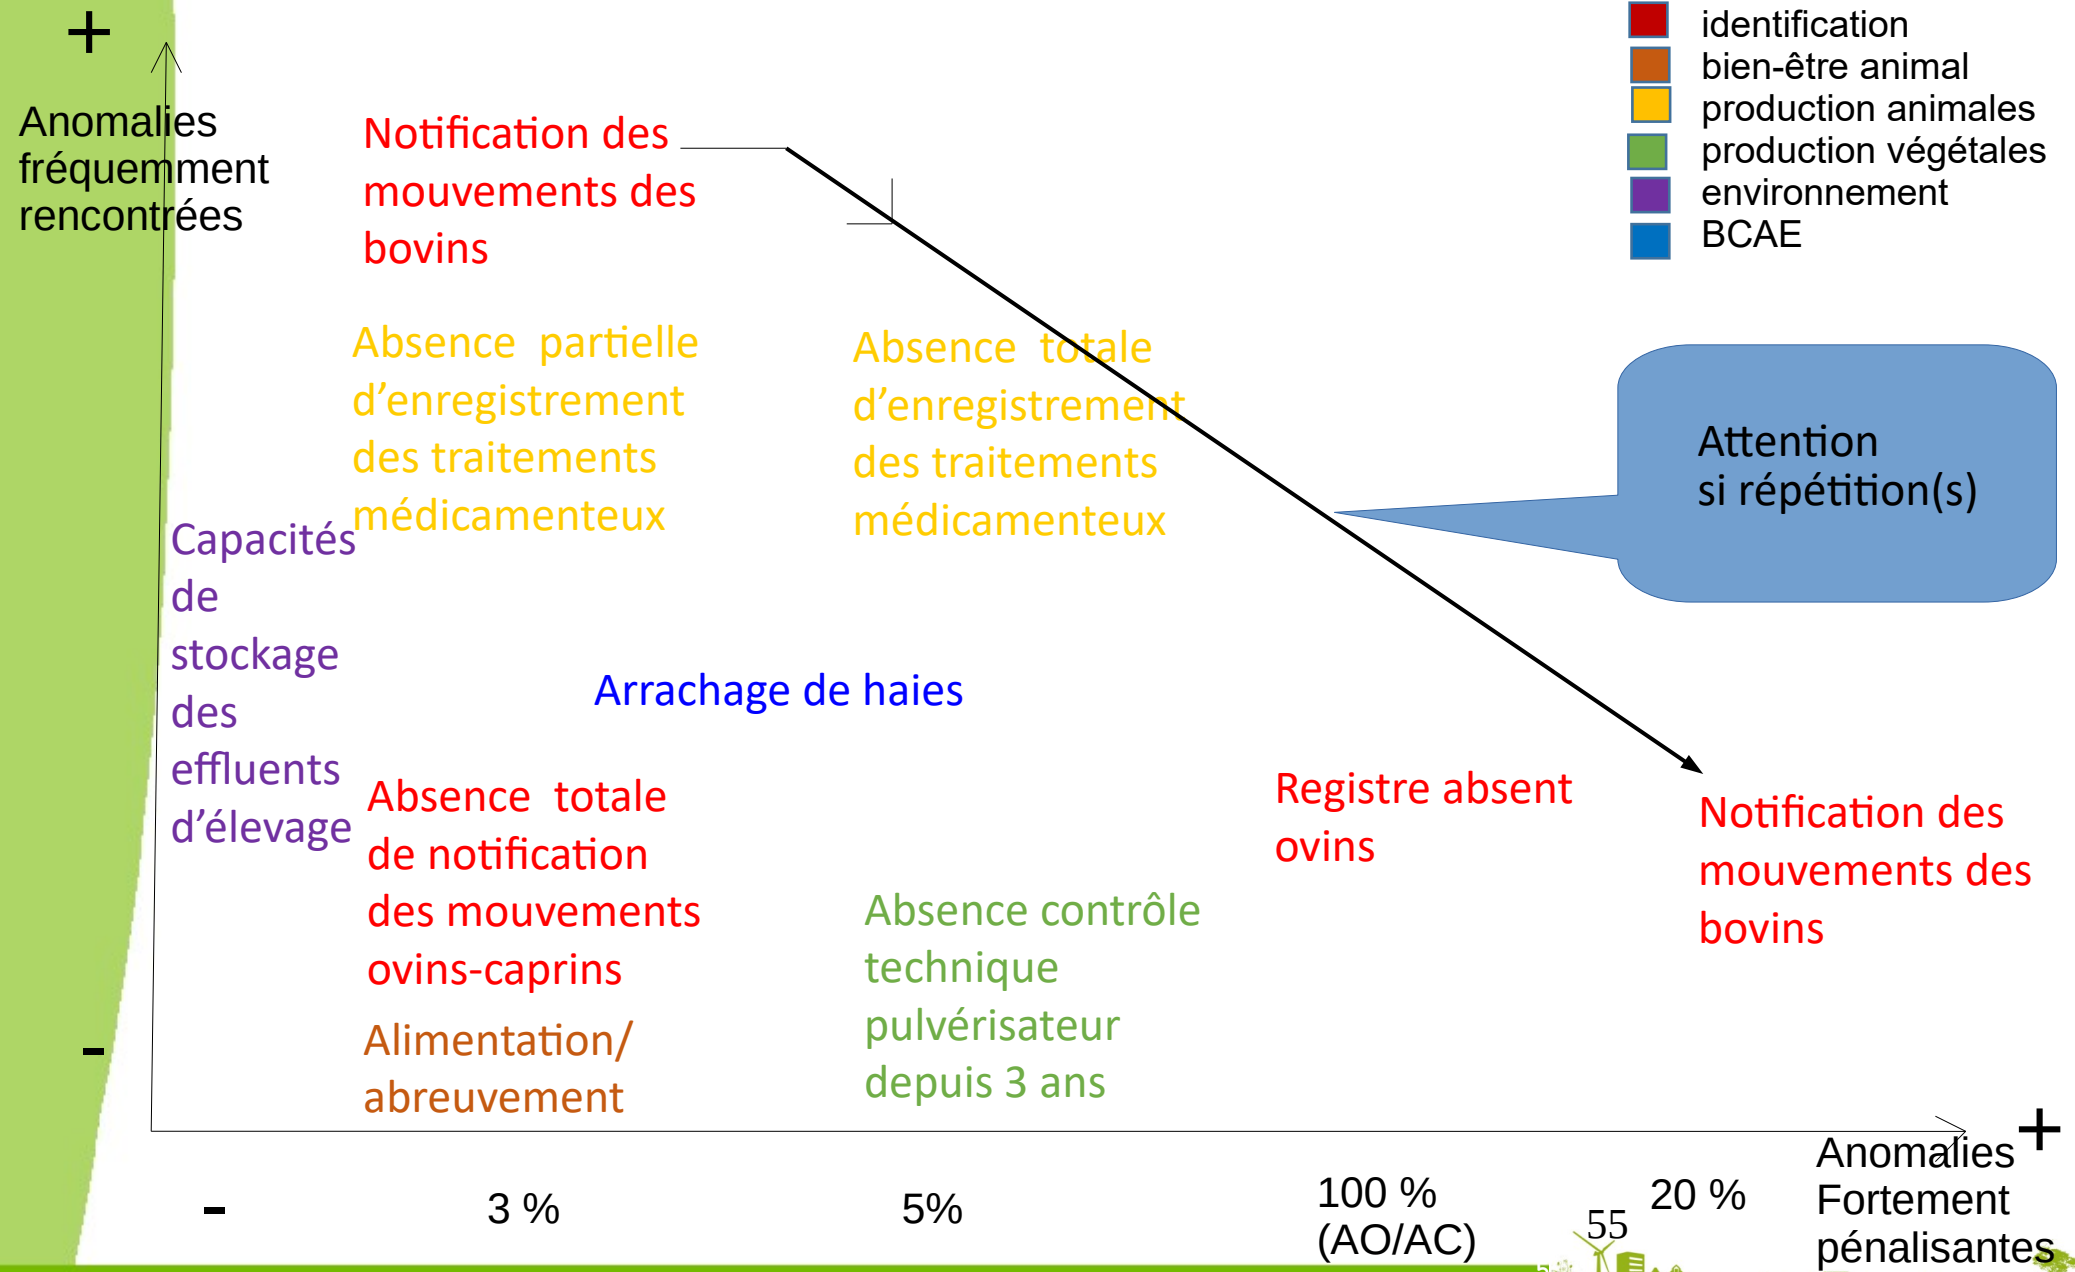 +
Anomalies
fréquemment
rencontrées
identification
bien-être animal
production animales
production végétales
environnement
BCAE
Notification des
mouvements des
bovins
Absence partielle
d’enregistrement
des traitements
médicamenteux
Absence totale
d’enregistrement
des traitements
médicamenteux
Attention
si répétition(s)
Capacités
de
stockage
des
effluents
d’élevage
Arrachage de haies
Absence totale
de notification
des mouvements
ovins-caprins
Registre absent
ovins
Notification des
mouvements des
bovins
Absence contrôle
technique
pulvérisateur
depuis 3 ans
Alimentation/
abreuvement
-
+
Anomalies
Fortement
pénalisantes
-
3 %
5%
100 %
(AO/AC)
20 %
55